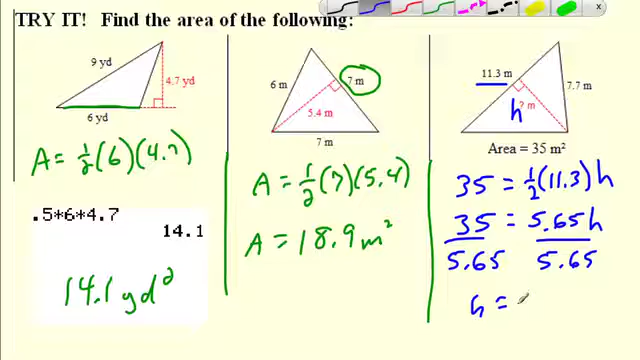 TRY IT! Find the area of the following:
9 yd
4.7 yd
6 yd
A = 1/2 (6)(4.7)
.5*6*4.7
14.1
14.1 yd²
6 m
7 m
5.4 m
7 m
A = 1/2 (7)(5.4)
A = 18.9 m²
11.3 m
7.7 m
h
? m
Area = 35 m²
35 = 1/2 (11.3) h
35 = 5.65h
5.65 5.65
h =